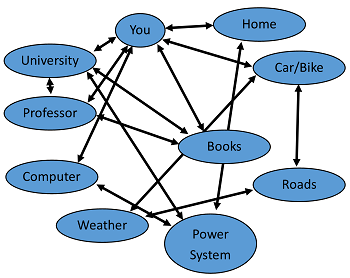 You
Home
University
Car/Bike
Professor
Books
Computer
Roads
Weather
Power
System